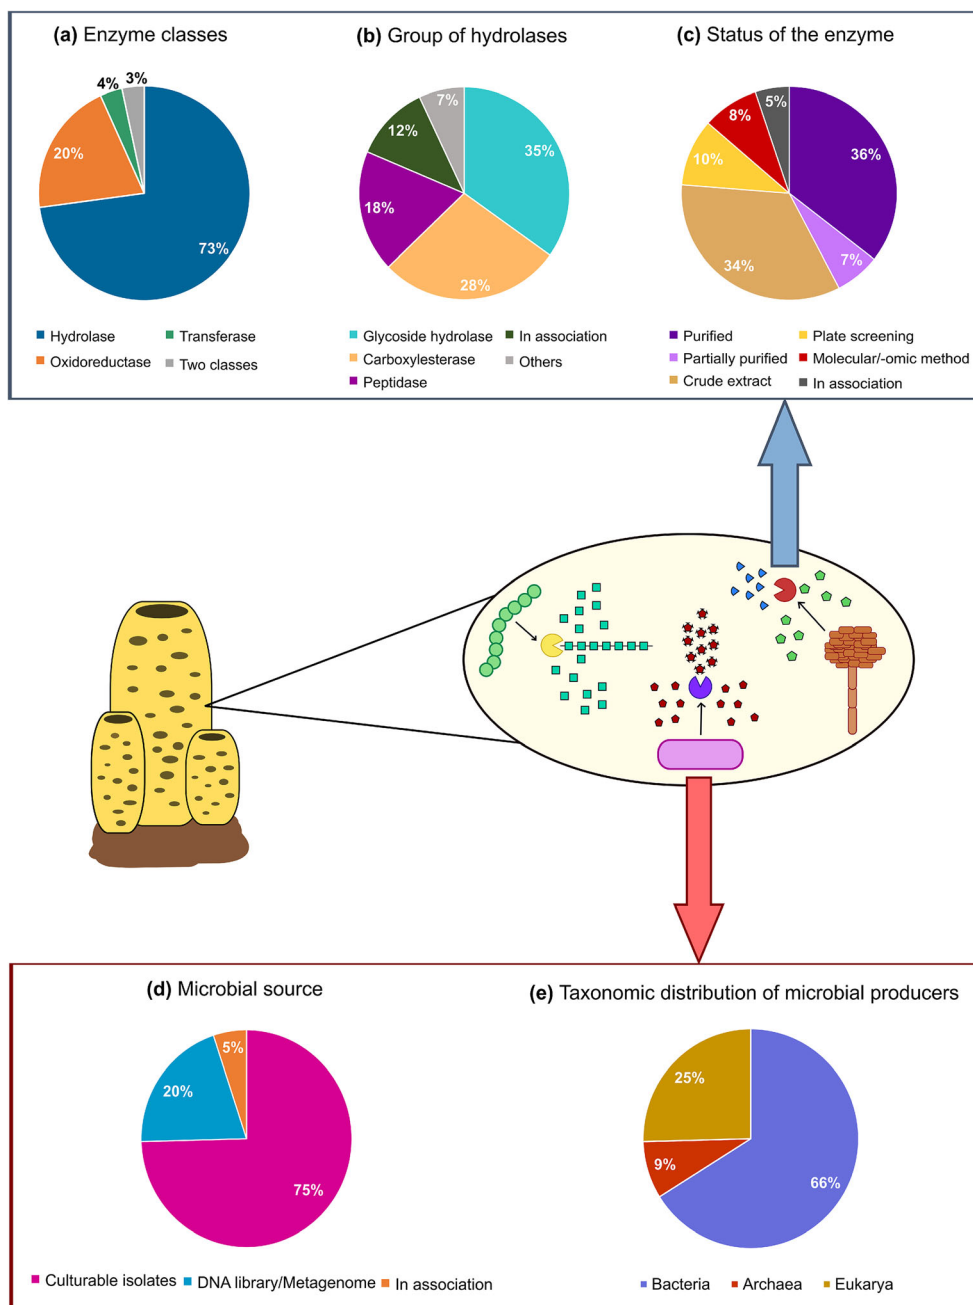 (a) Enzyme classes
(b) Group of hydrolases
(c) Status of the enzyme
4%
3%
20%
73%
7%
12%
35%
18%
28%
5%
8%
10%
36%
34%
7%
Hydrolase
Transferase
Oxidoreductase
Two classes
Glycoside hydrolase
In association
Carboxylesterase
Others
Peptidase
Purified
Plate screening
Partially purified
Molecular/-omic method
Crude extract
In association
(d) Microbial source
(e) Taxonomic distribution of microbial producers
5%
20%
75%
25%
9%
66%
Culturable isolates
DNA library/Metagenome
In association
Bacteria
Archaea
Eukarya